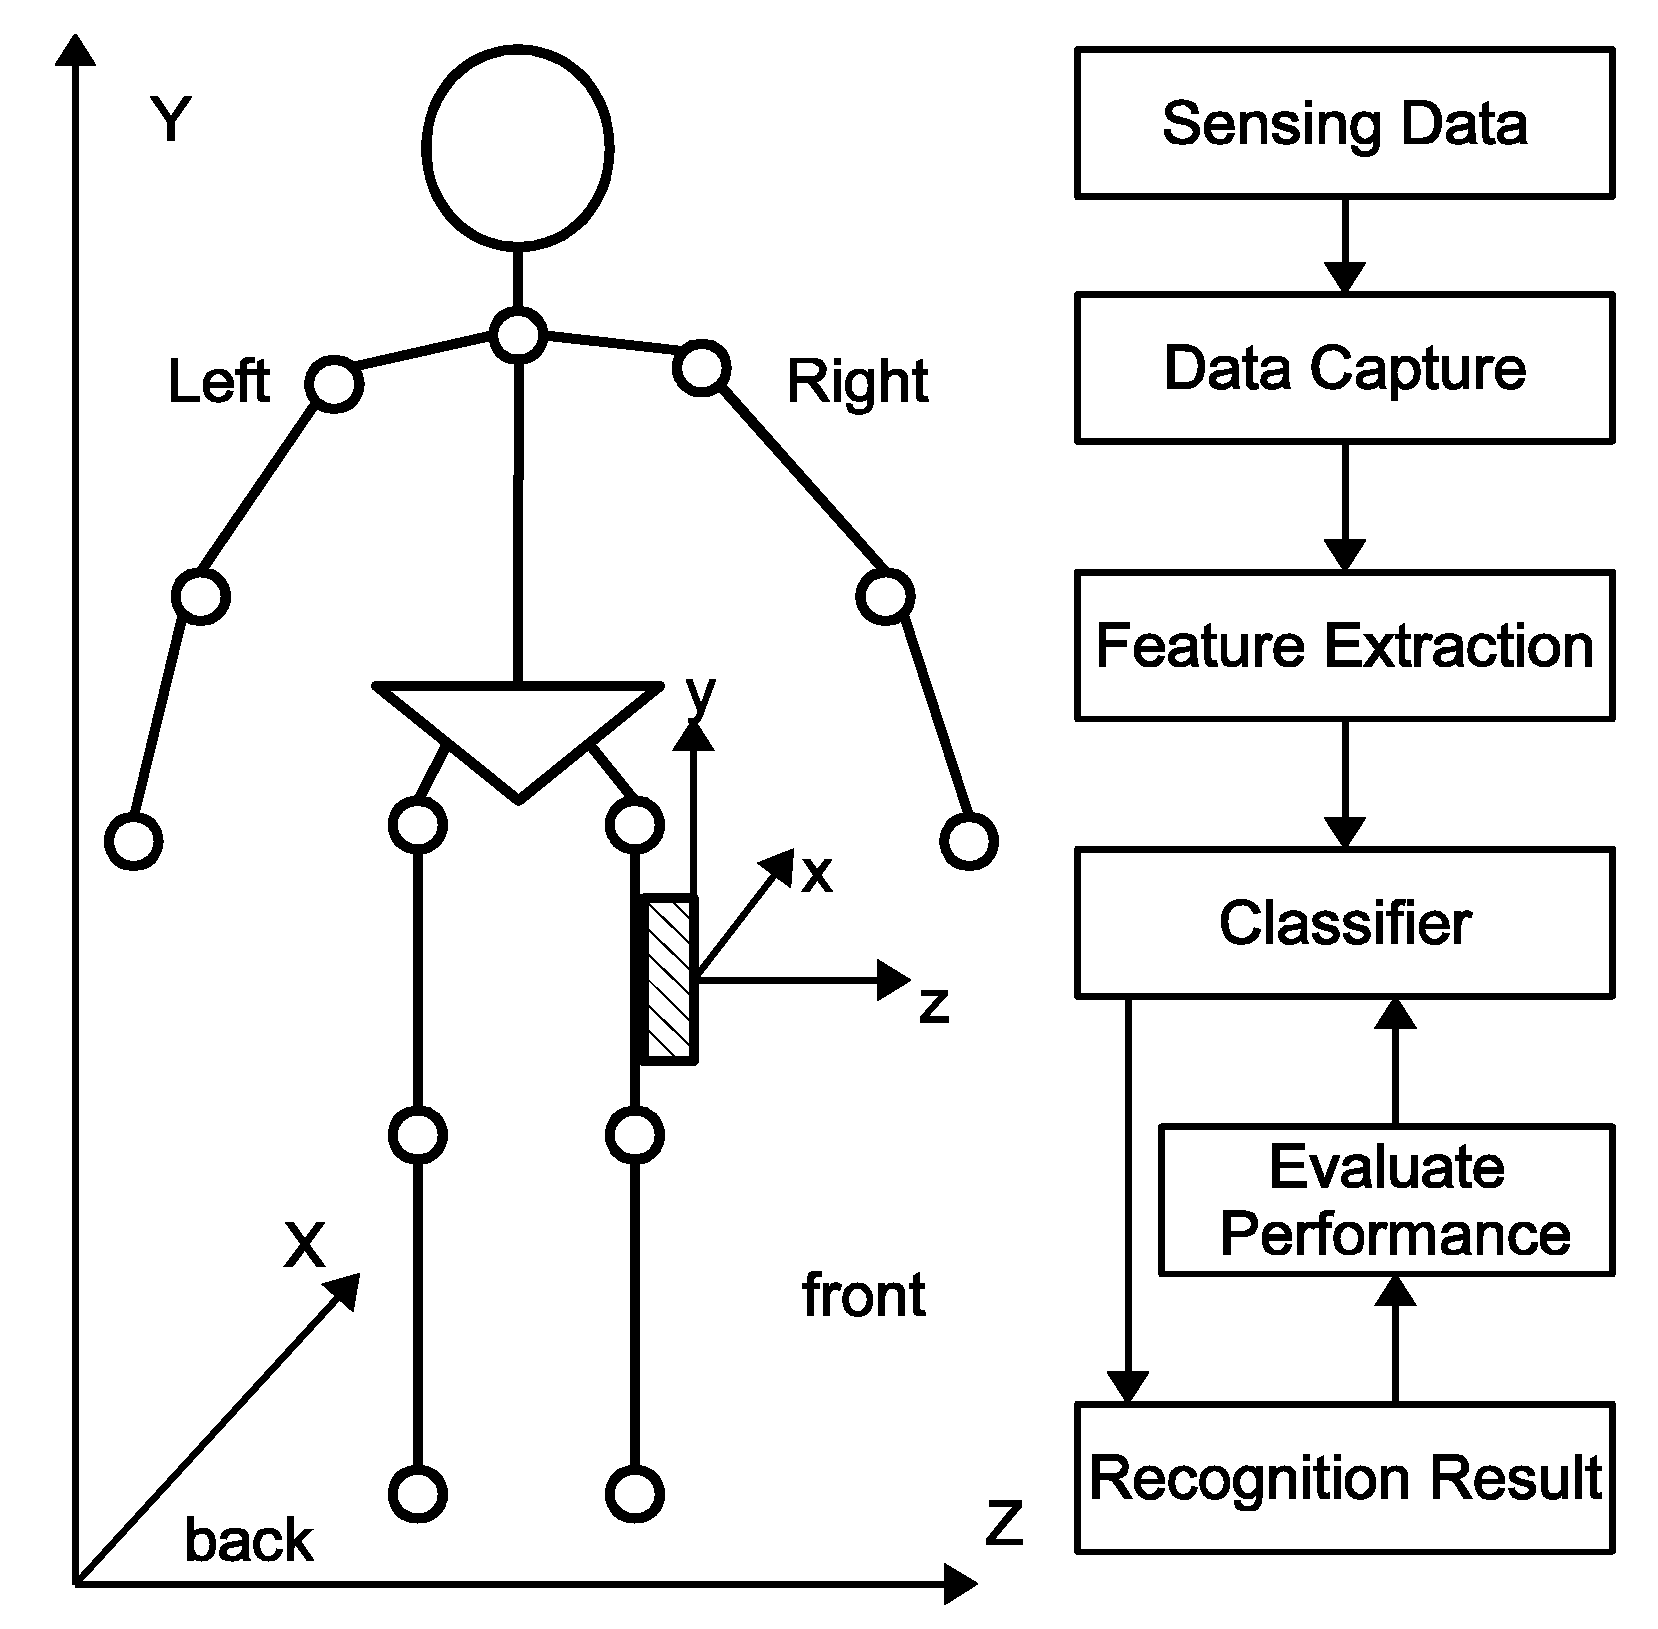 Y
Left
Right
y
x
z
X
front
back
Z
Sensing Data
Data Capture
Feature Extraction
Classifier
Evaluate
Performance
Recognition Result